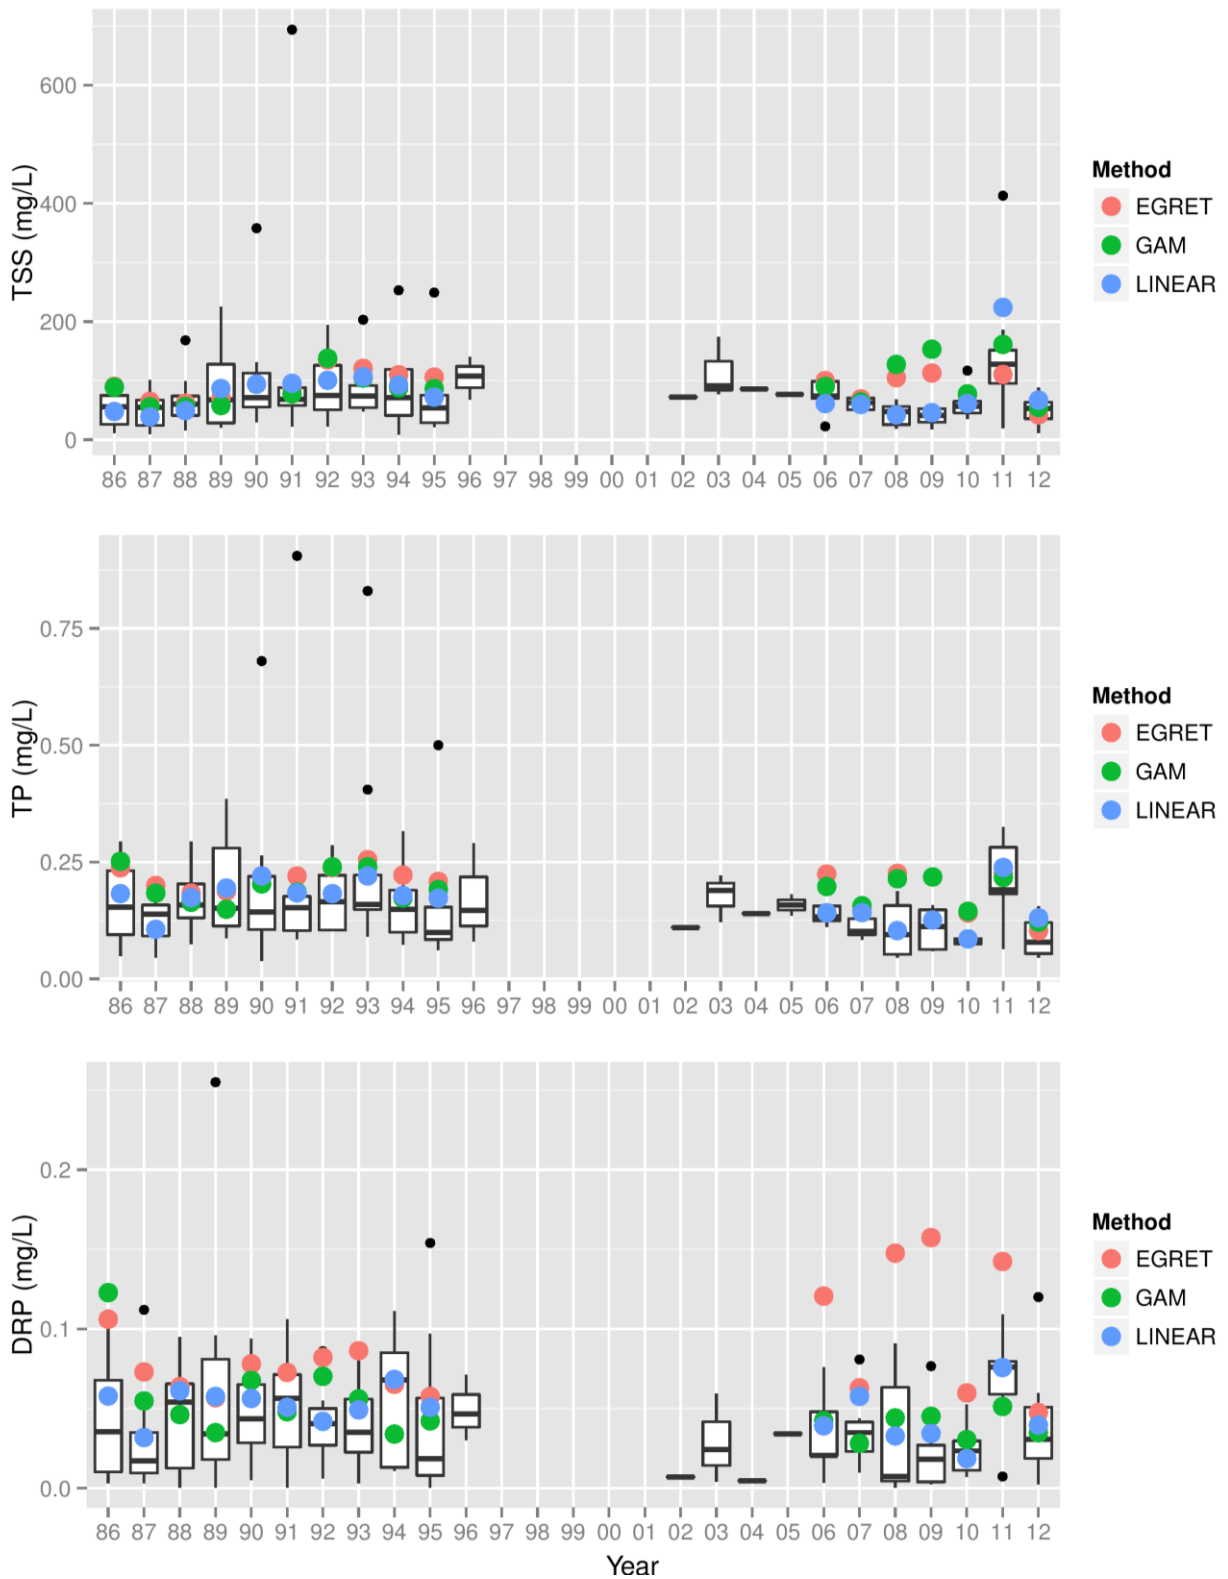 TSS (mg/L)
600
400
200
0
86 87 88 89 90 91 92 93 94 95 96 97 98 99 00 01 02 03 04 05 06 07 08 09 10 11 12
Method
EGRET
GAM
LINEAR
TP (mg/L)
0.75
0.50
0.25
0.00
86 87 88 89 90 91 92 93 94 95 96 97 98 99 00 01 02 03 04 05 06 07 08 09 10 11 12
Method
EGRET
GAM
LINEAR
DRP (mg/L)
0.2
0.1
0.0
86 87 88 89 90 91 92 93 94 95 96 97 98 99 00 01 02 03 04 05 06 07 08 09 10 11 12
Year
Method
EGRET
GAM
LINEAR